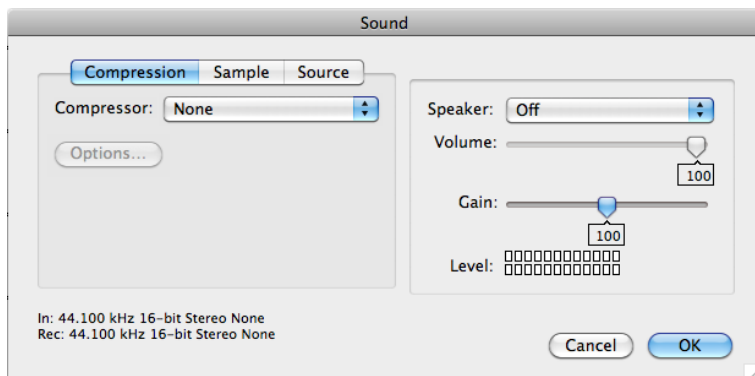 Sound
Compression Sample Source
Compressor: None
Options...
Speaker: Off
Volume:
100
Gain:
100
Level:
In: 44.100 kHz 16-bit Stereo None
Rec: 44.100 kHz 16-bit Stereo None
Cancel OK